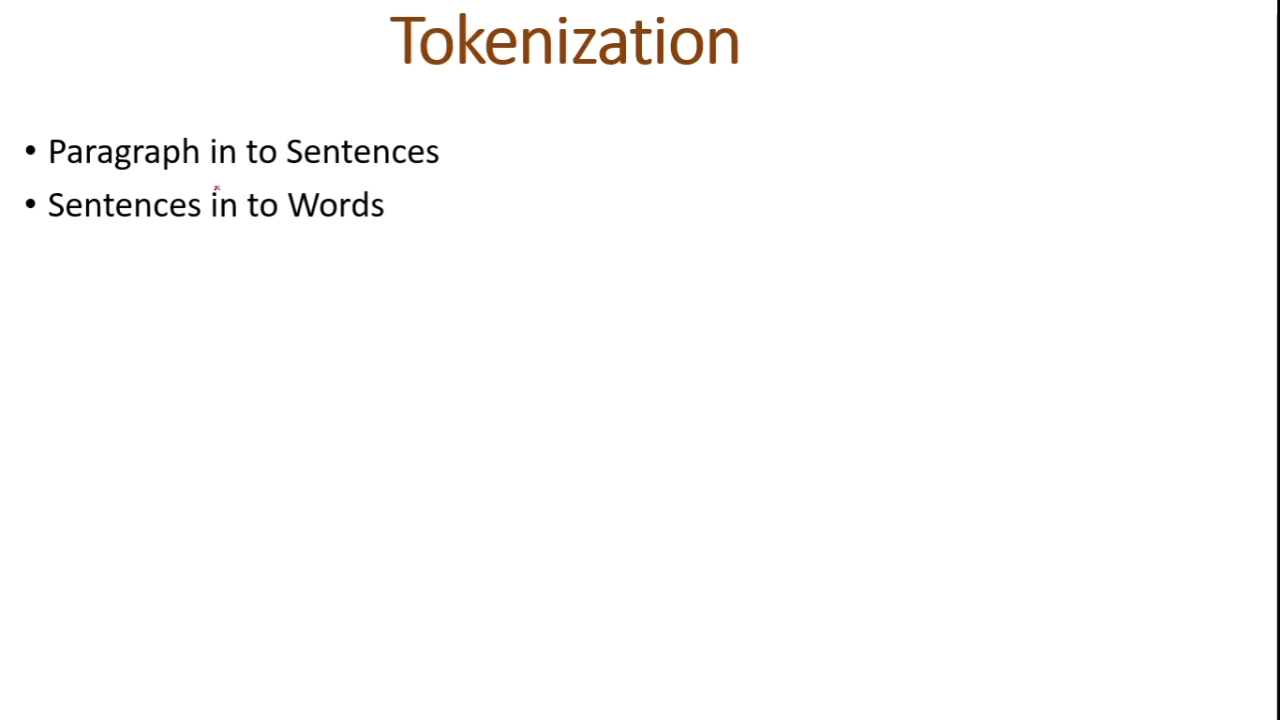 Tokenization
• Paragraph in to Sentences
• Sentences in to Words